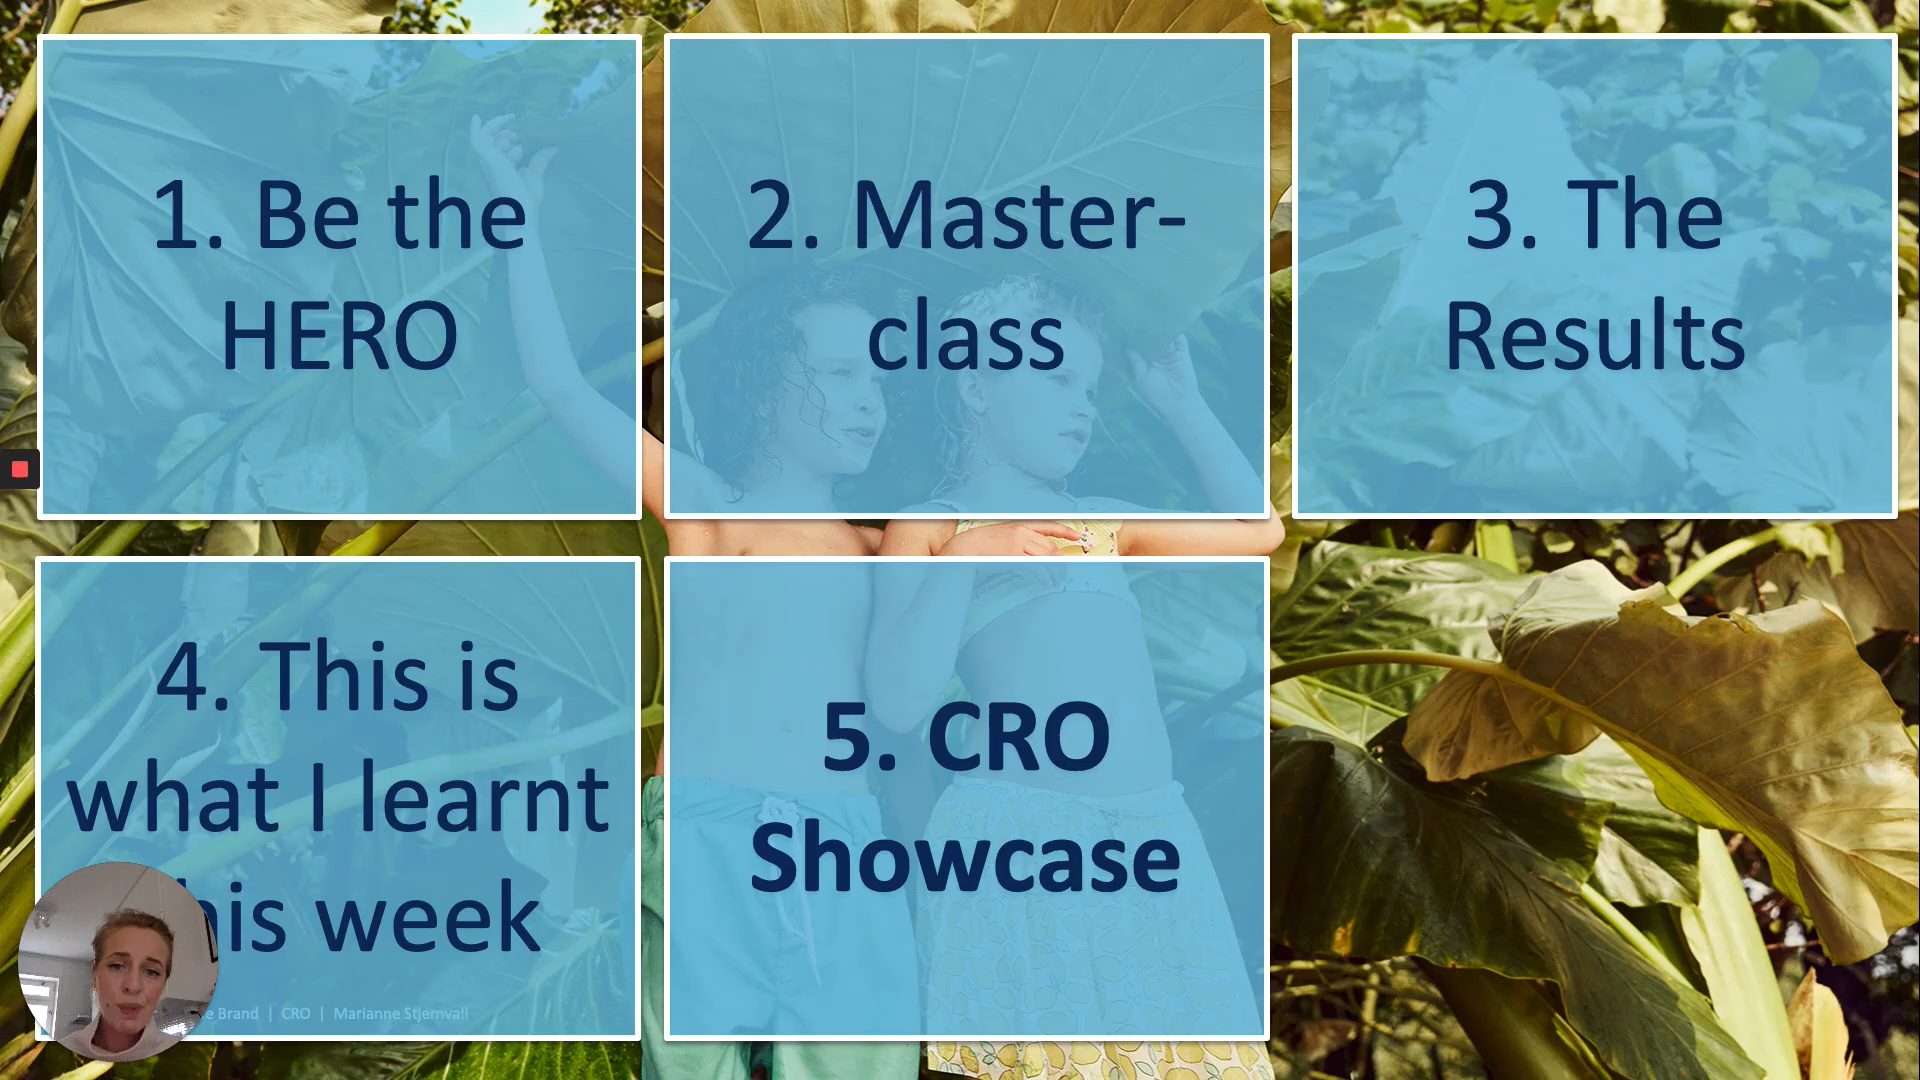 1. Be the
HERO
2. Master-
class
3. The
Results
4. This is
what I learnt
his week
5. CRO
Showcase
e Brand | CRO | Marianne Stjernvall